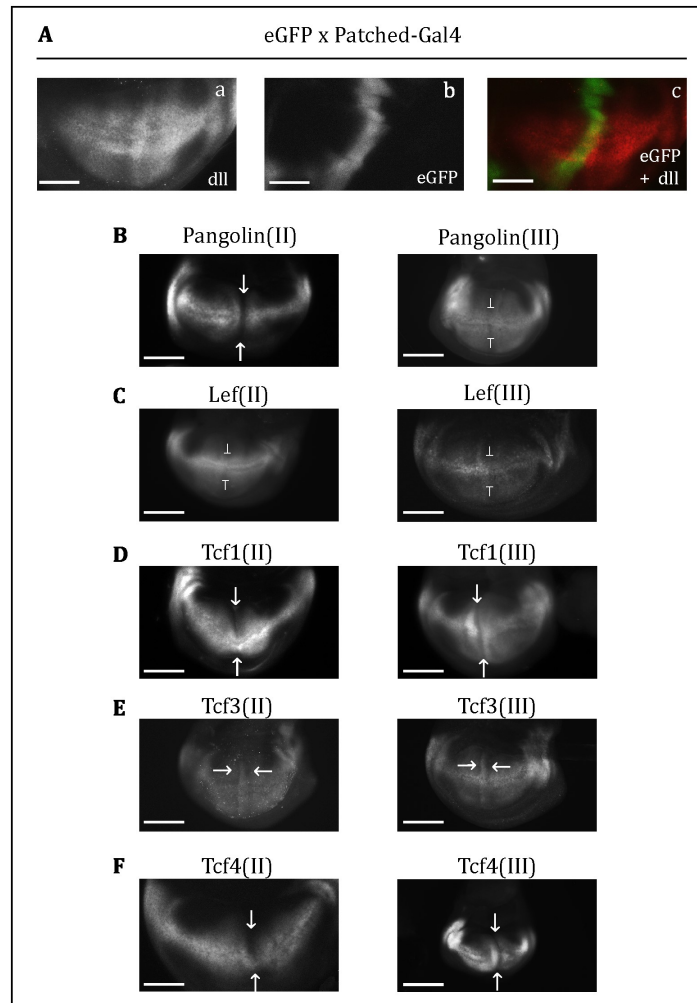 A
eGFP x Patched-Gal4
a
dll
b
eGFP
c
eGFP
+ dll
B
Pangolin(II)
Pangolin(III)
C
Lef(II)
Lef(III)
D
Tcf1(II)
Tcf1(III)
E
Tcf3(II)
Tcf3(III)
F
Tcf4(II)
Tcf4(III)